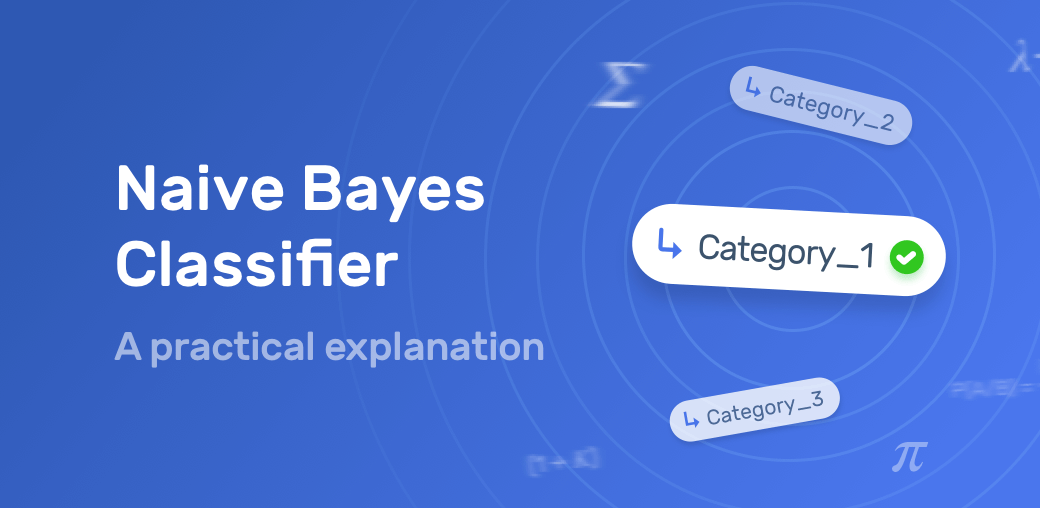 Naive Bayes
Classifier
A practical explanation
Σ
λ
Category_2
Category_1
Category_3
π